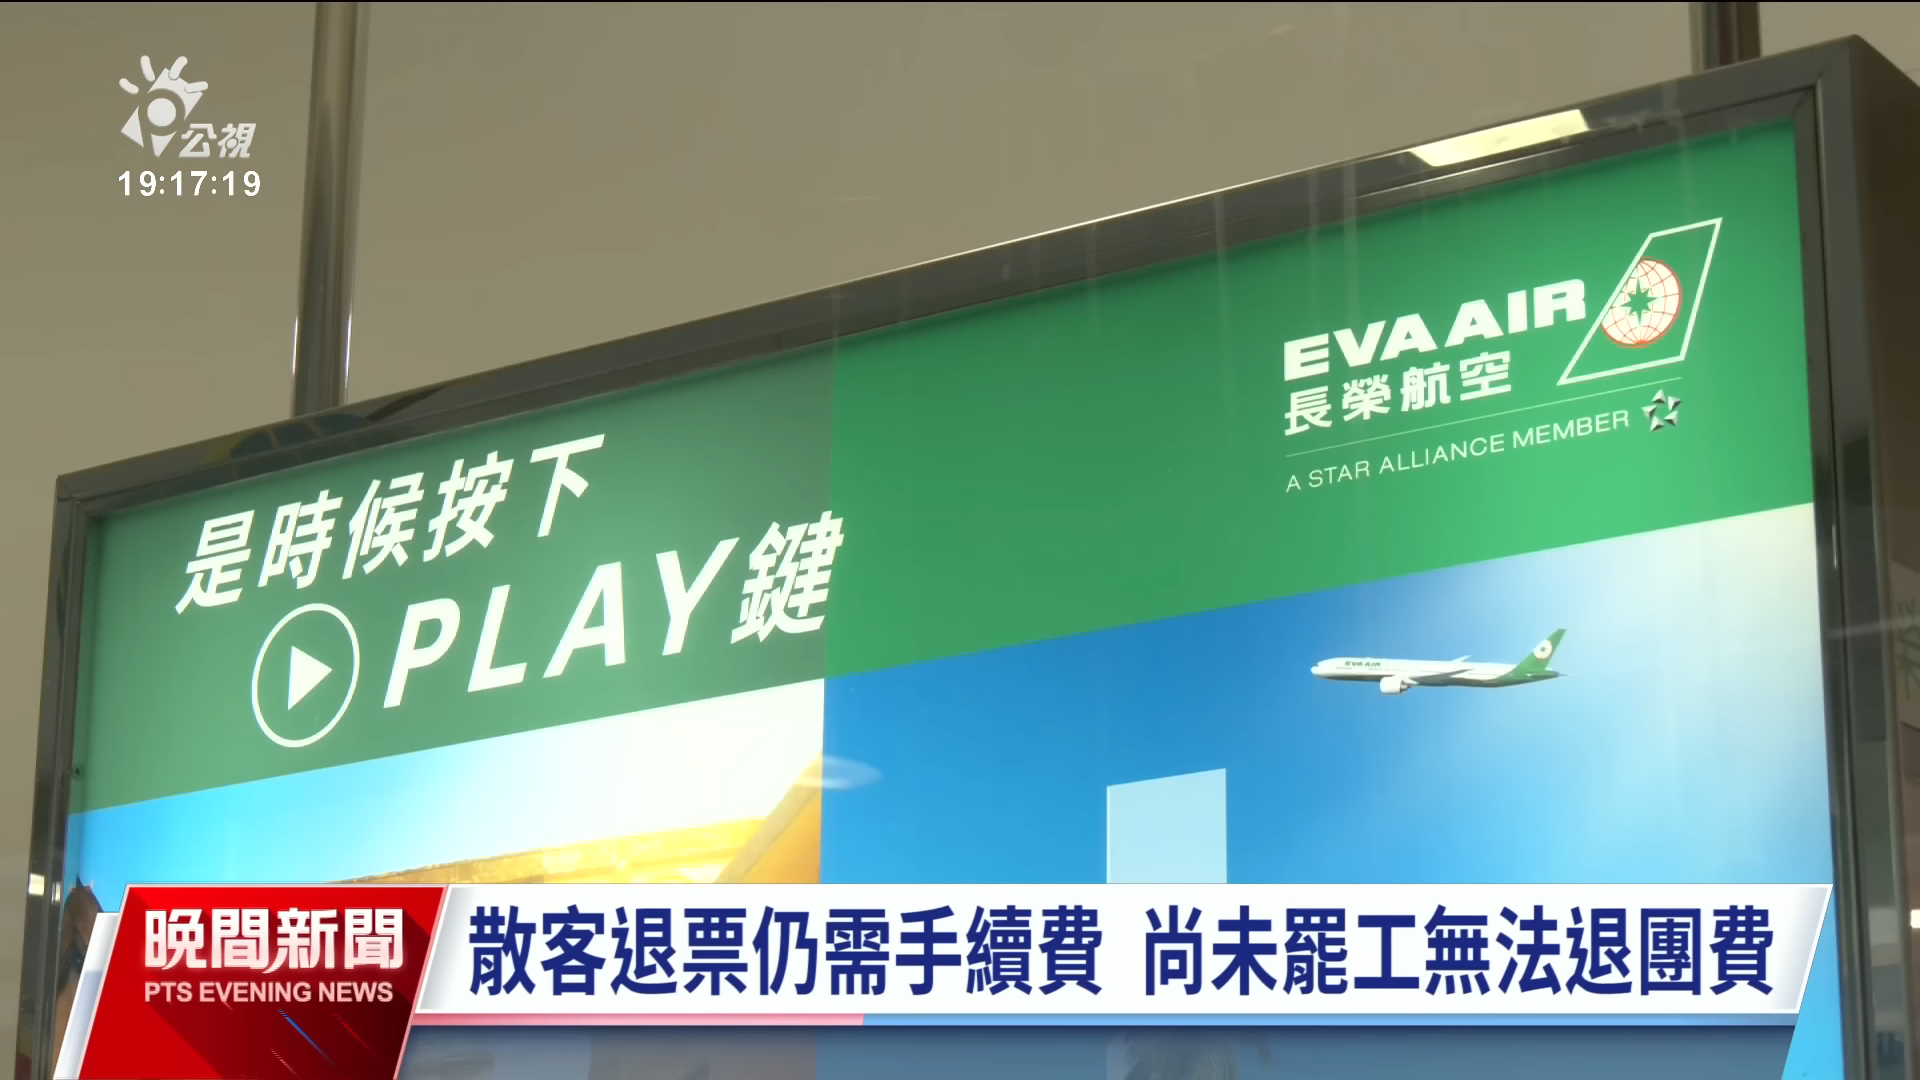 公視
19:17:19
EVA AIR
長榮航空
A STAR ALLIANCE MEMBER
是時候按下
PLAY鍵
EVA AIR
晚間新聞
PTS EVENING NEWS
散客退票仍需手續費 尚未罷工無法退團費